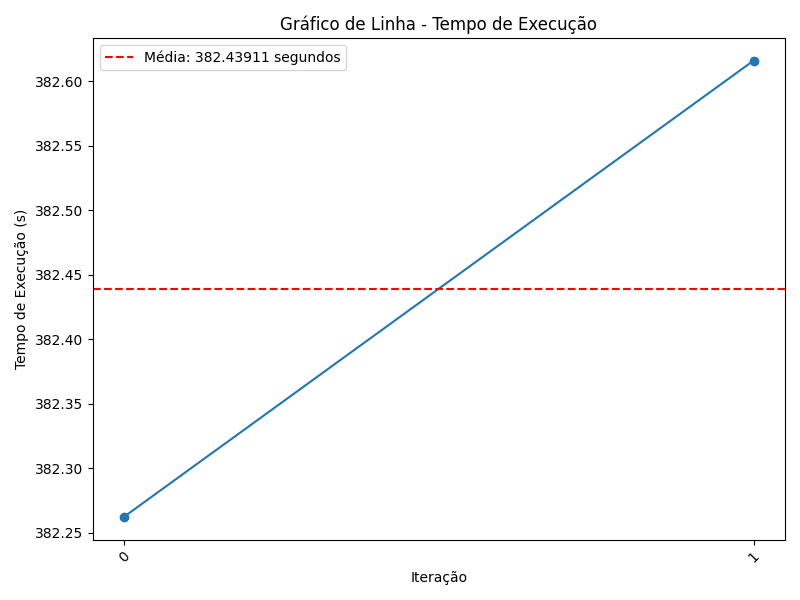 Gráfico de Linha - Tempo de Execução
Média: 382.43911 segundos
382.60
382.55
382.50
382.45
382.40
382.35
382.30
382.25
Tempo de Execução (s)
0
1
Iteração